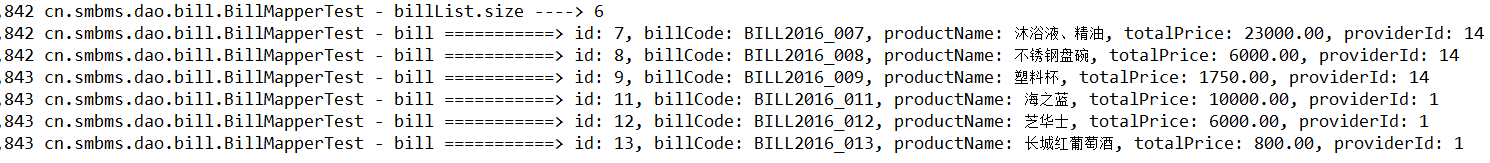 ,842 cn.smbms.dao.bill.BillMapperTest - billList.size ----> 6
,842 cn.smbms.dao.bill.BillMapperTest - bill ===========> id: 7, billCode: BILL2016_007, productName: 沐浴液、精油, totalPrice: 23000.00, providerId: 14
,842 cn.smbms.dao.bill.BillMapperTest - bill ===========> id: 8, billCode: BILL2016_008, productName: 不锈钢盘碗, totalPrice: 6000.00, providerId: 14
,843 cn.smbms.dao.bill.BillMapperTest - bill ===========> id: 9, billCode: BILL2016_009, productName: 塑料杯, totalPrice: 1750.00, providerId: 14
,843 cn.smbms.dao.bill.BillMapperTest - bill ===========> id: 11, billCode: BILL2016_011, productName: 海之蓝, totalPrice: 10000.00, providerId: 1
,843 cn.smbms.dao.bill.BillMapperTest - bill ===========> id: 12, billCode: BILL2016_012, productName: 芝华士, totalPrice: 6000.00, providerId: 1
,843 cn.smbms.dao.bill.BillMapperTest - bill ===========> id: 13, billCode: BILL2016_013, productName: 长城红葡萄酒, totalPrice: 800.00, providerId: 1